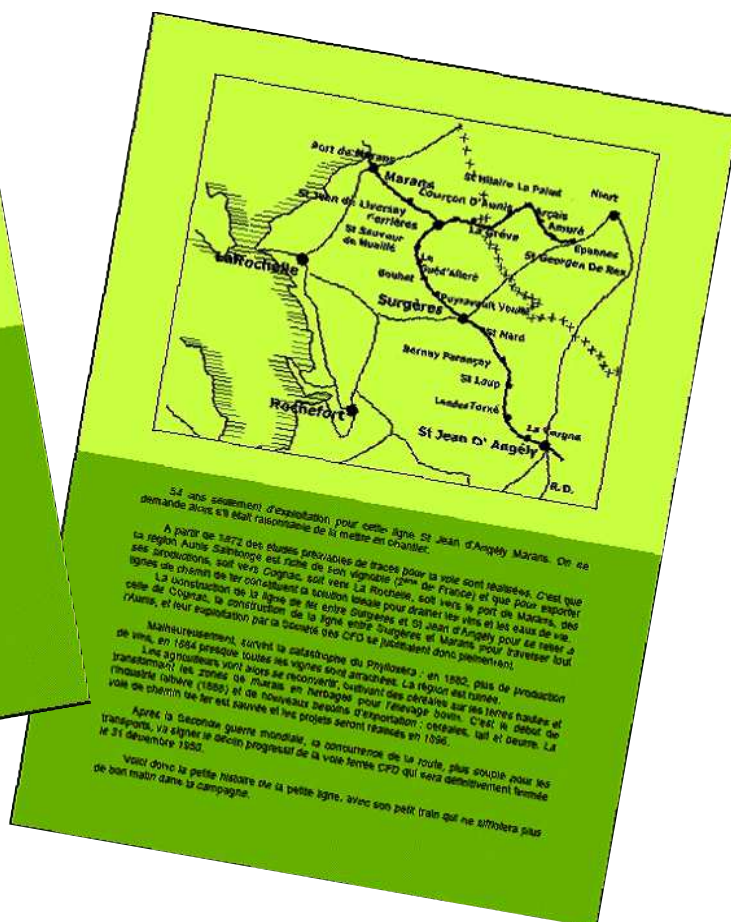 Port de Marans
Marans
St Hilaire La Palud
Niort
St Jean de Liversay
Courçon D'Aunis
Arçais
Ferrières
La Grève
Amuré
Epannes
St Sauveur
de Nuaillé
St Georges De Rex
La Rochelle
Le
Gué d'Alleré
Bouhet
Puyravault Vouhé
Surgères
St Mard
Bernay Parançay
St Loup
Landes Torxé
Rochefort
La Vergne
St Jean D' Angély
R.D.
54 ans seulement d'exploitation pour cette ligne St Jean d'Angély Marans. On se
demande alors s'il était raisonnable de la mettre en chantier.
A partir de 1872 des études préalables de tracés pour la voie sont réalisées. C'est que
la région Aunis Saintonge est riche de son vignoble (2ème de France) et que pour exporter
ses productions, soit vers Cognac, soit vers La Rochelle, soit vers le port de Marans, des
lignes de chemin de fer constituent la solution idéale pour drainer les vins et les eaux de vie.
La construction de la ligne de fer entre Surgères et St Jean d'Angély pour se relier à
celle de Cognac, la construction de la ligne entre Surgères et Marans pour traverser tout
l'Aunis, et leur exploitation par la Société des CFD se justifiaient donc pleinement.
Malheureusement, survint la catastrophe du Phylloxéra : en 1882, plus de production
de vins, en 1884 presque toutes les vignes sont arrachées. La région est ruinée.
Les agriculteurs vont alors se reconvertir, cultivant des céréales sur les terres hautes et
transformant les zones de marais en herbages pour l'élevage bovin. C'est le début de
l'industrie laitière (1888) et de nouveaux besoins d'exportation : céréales, lait et beurre. La
voie de chemin de fer est sauvée et les projets seront réalisés en 1896.
Après la Seconde guerre mondiale, la concurrence de la route, plus souple pour les
transports, va signer le déclin progressif de la voie ferrée CFD qui sera définitivement fermée
le 31 décembre 1950.
Voici donc la petite histoire de la petite ligne, avec son petit train qui ne sifflotera plus
de bon matin dans la campagne.